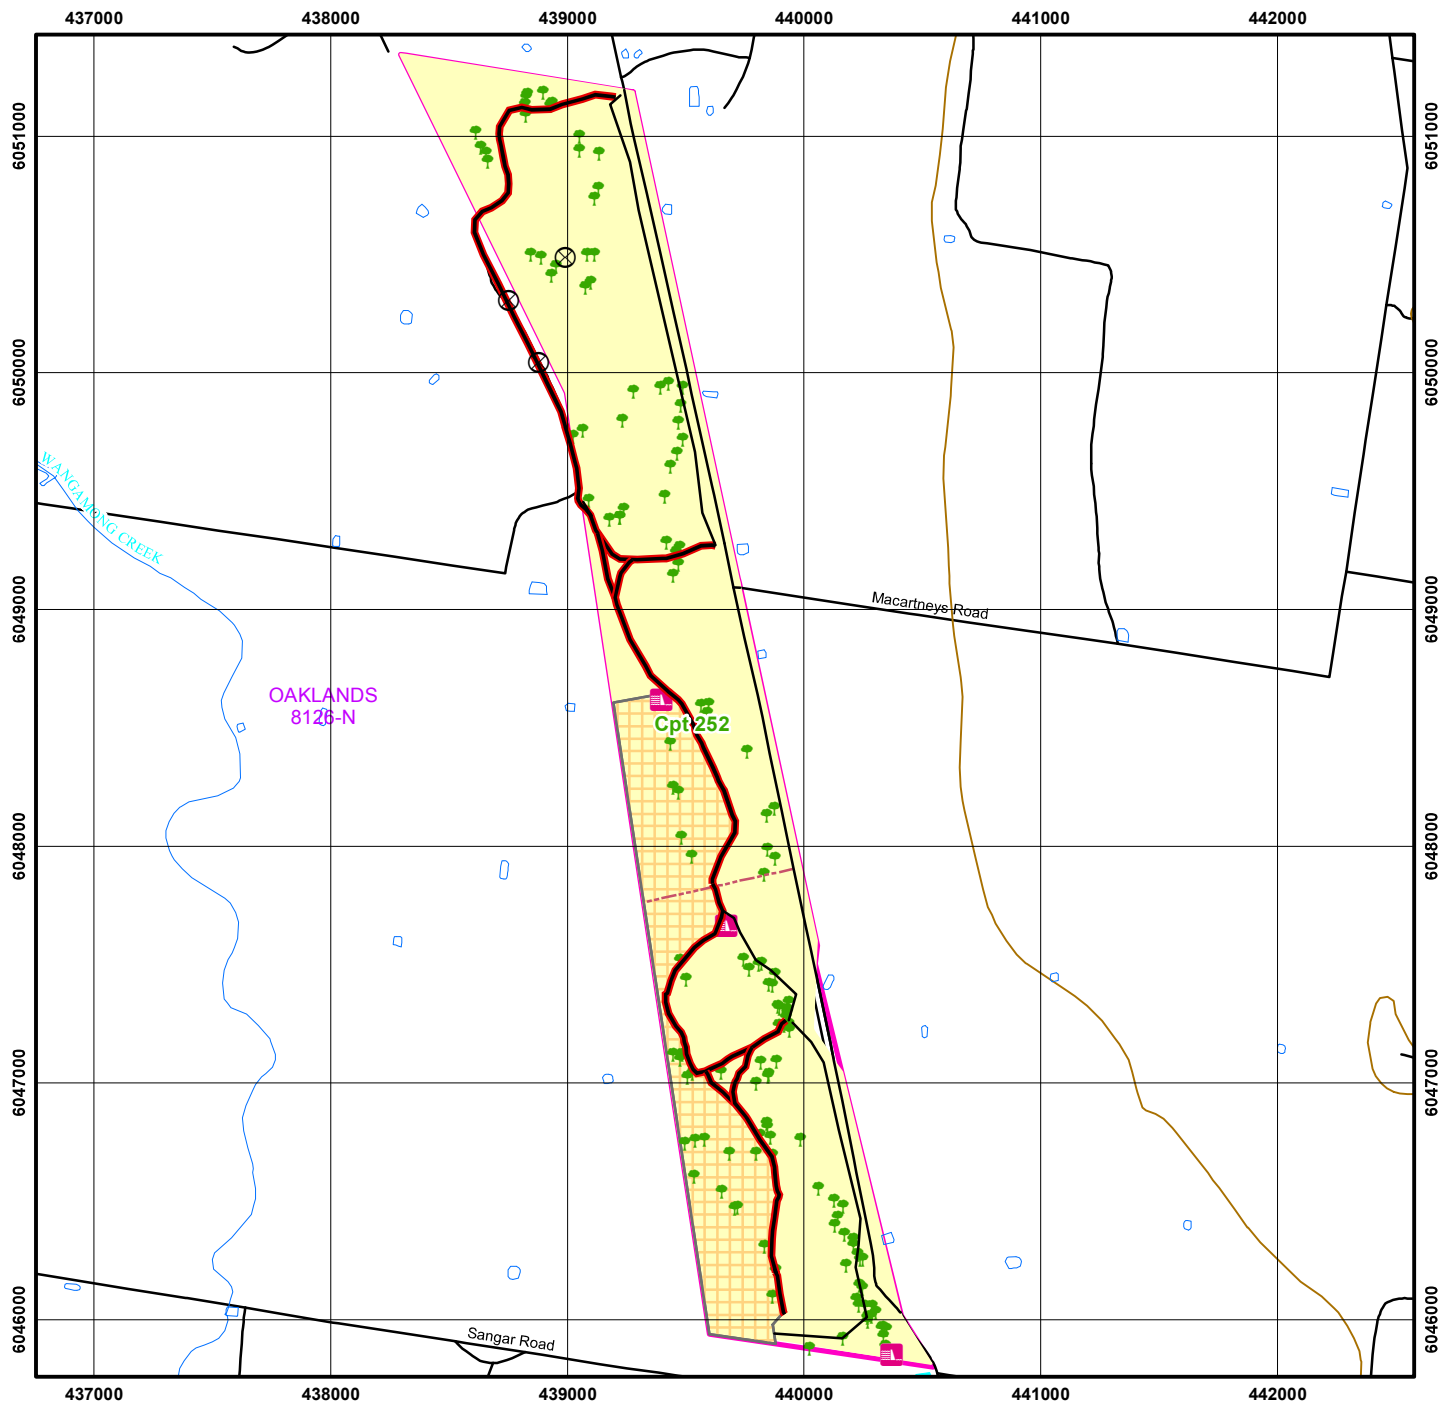 437000 438000 439000 440000 441000 442000
6051000 6051000
6050000 6050000
WANGAMONG CREEK
6049000 6049000
Macartneys Road
OAKLANDS
8126-N
Cpt 252
6048000 6048000
6047000 6047000
6046000 6046000
Sangar Road
437000 438000 439000 440000 441000 442000